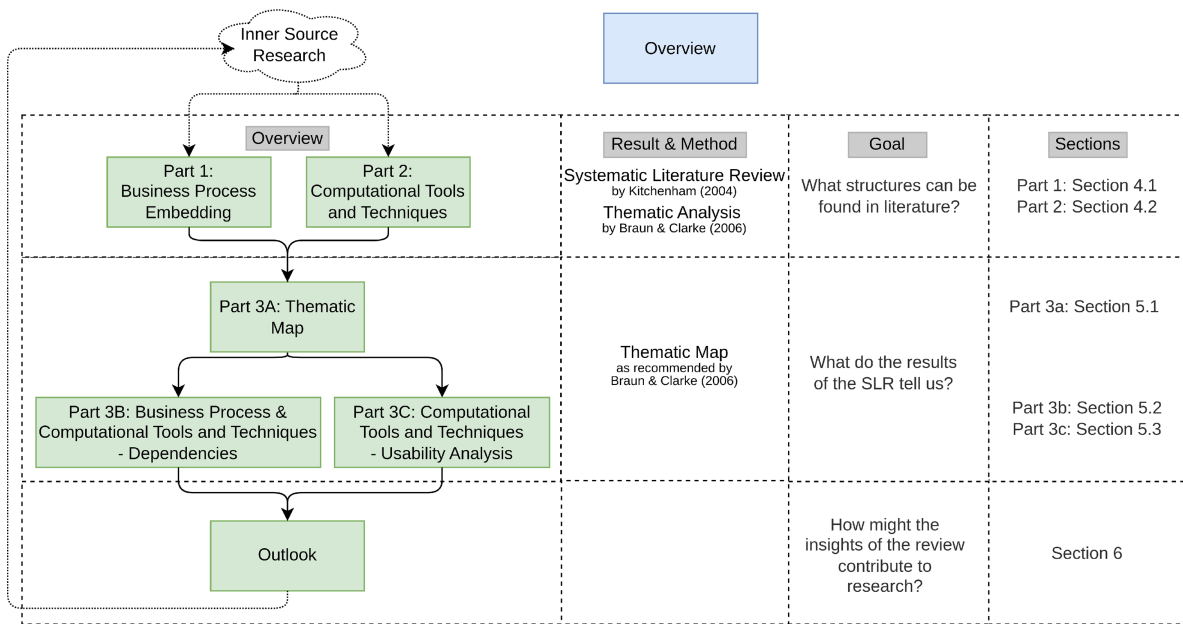 Inner Source
Research
Overview
Overview
Result & Method
Goal
Sections
Part 1:
Business Process
Embedding
Part 2:
Computational Tools
and Techniques
Systematic Literature Review
by Kitchenham (2004)
Thematic Analysis
by Braun & Clarke (2006)
What structures can be
found in literature?
Part 1: Section 4.1
Part 2: Section 4.2
Part 3A: Thematic
Map
Part 3B: Business Process &
Computational Tools and Techniques
- Dependencies
Part 3C: Computational
Tools and Techniques
- Usability Analysis
Thematic Map
as recommended by
Braun & Clarke (2006)
What do the results
of the SLR tell us?
Part 3a: Section 5.1
Part 3b: Section 5.2
Part 3c: Section 5.3
Outlook
How might the
insights of the review
contribute to
research?
Section 6